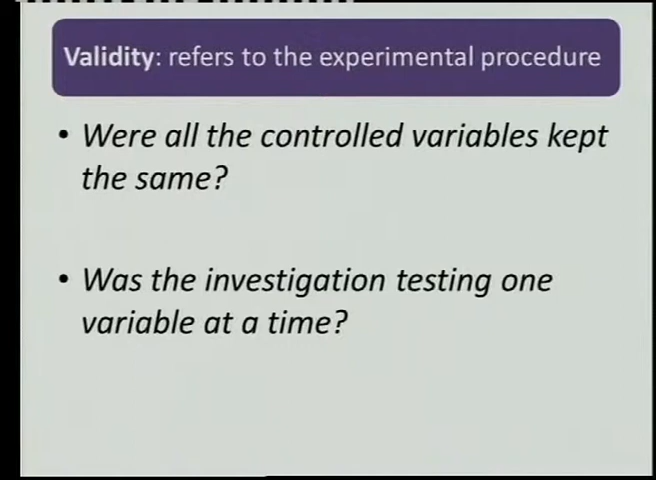 Validity: refers to the experimental procedure
• Were all the controlled variables kept
the same?
• Was the investigation testing one
variable at a time?